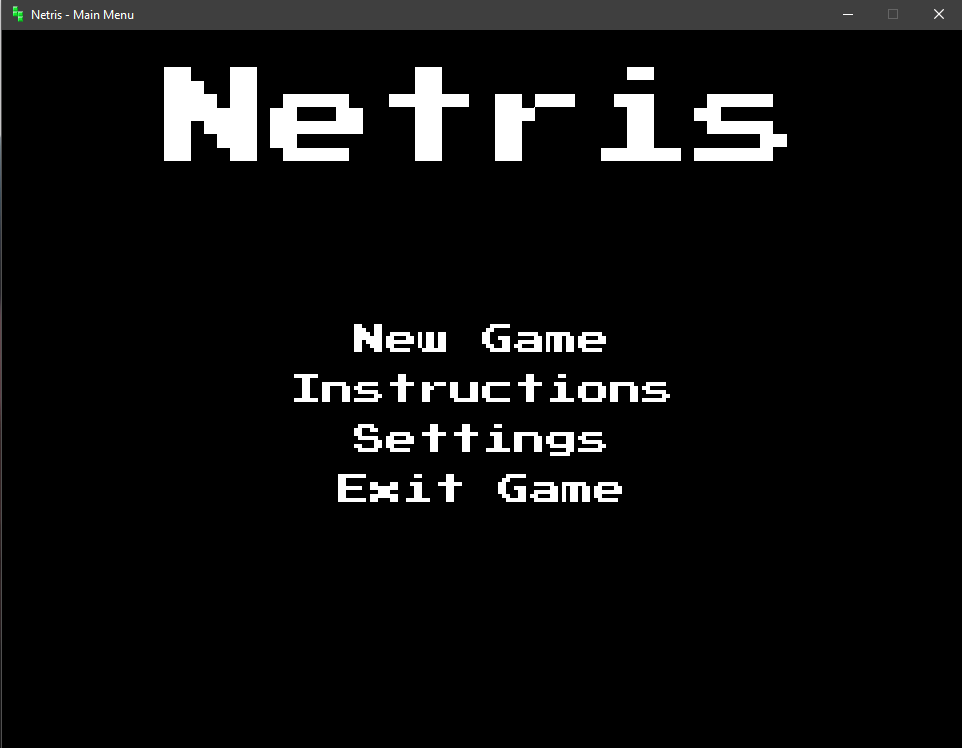 Netris - Main Menu
Netris
New Game
Instructions
Settings
Exit Game